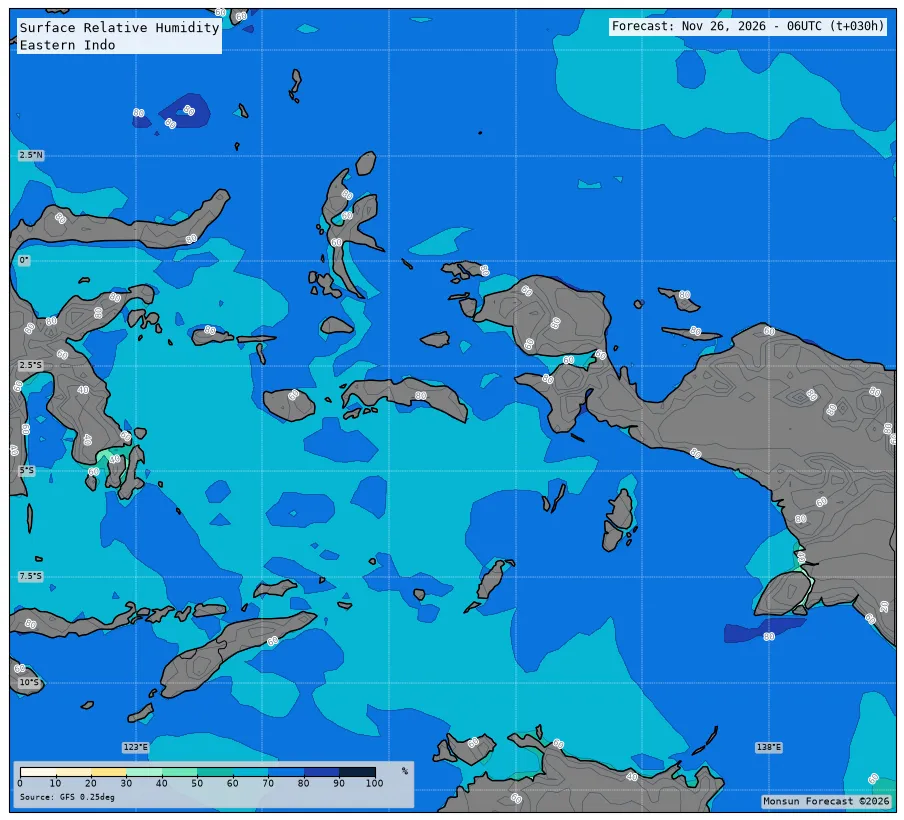 Surface Relative Humidity
Eastern Indo
Forecast: Nov 26, 2026 - 06UTC (t+030h)
2.5°N
0°
2.5°S
5°S
7.5°S
10°S
123°E
138°E
0 10 20 30 40 50 60 70 80 90 100 %
Source: GFS 0.25deg
Monsun Forecast ©2026